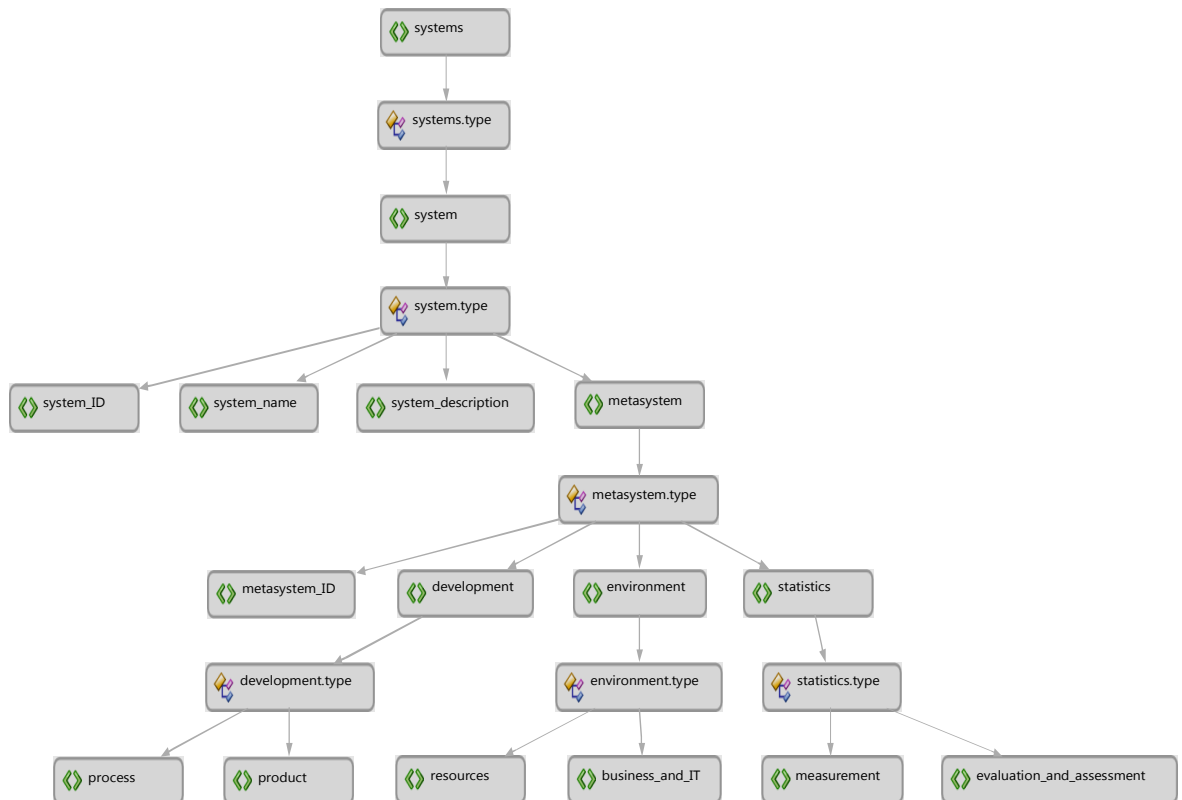 systems
systems.type
system
system.type
system_ID
system_name
system_description
metasystem
metasystem.type
metasystem_ID
development
environment
statistics
development.type
environment.type
statistics.type
process
product
resources
business_and_IT
measurement
evaluation_and_assessment